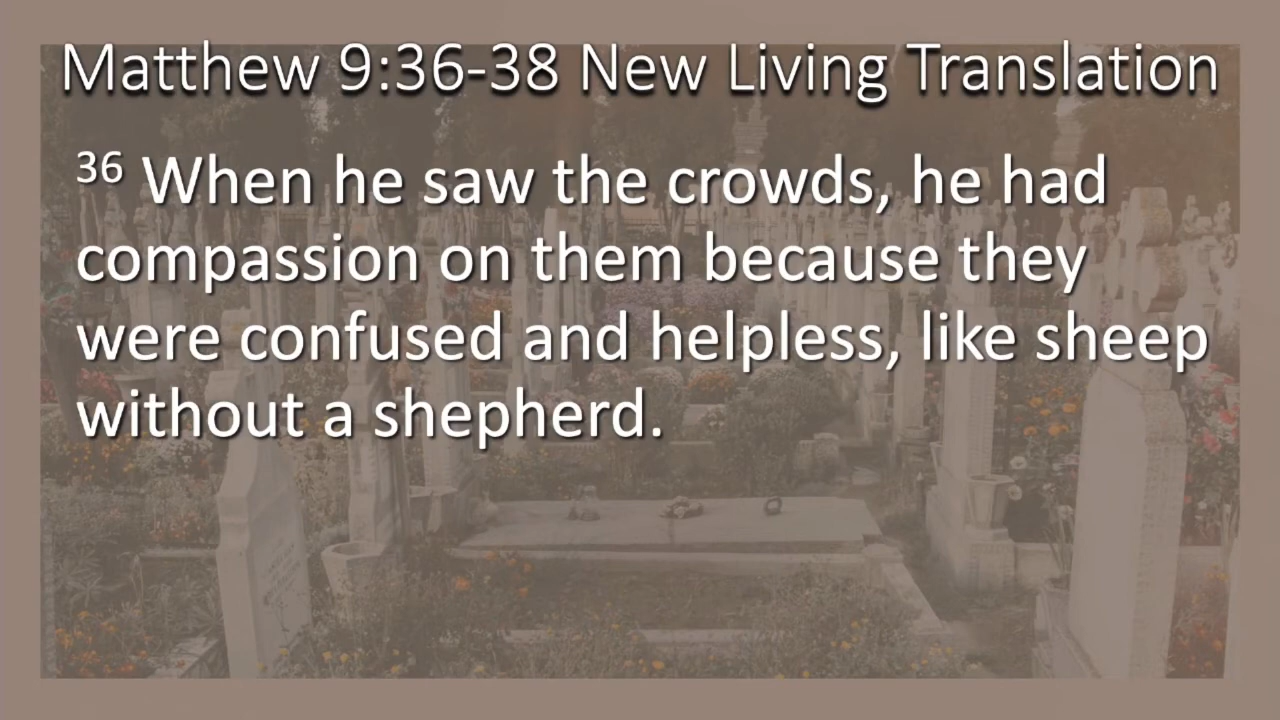 Matthew 9:36-38 New Living Translation
36 When he saw the crowds, he had
compassion on them because they
were confused and helpless, like sheep
without a shepherd.